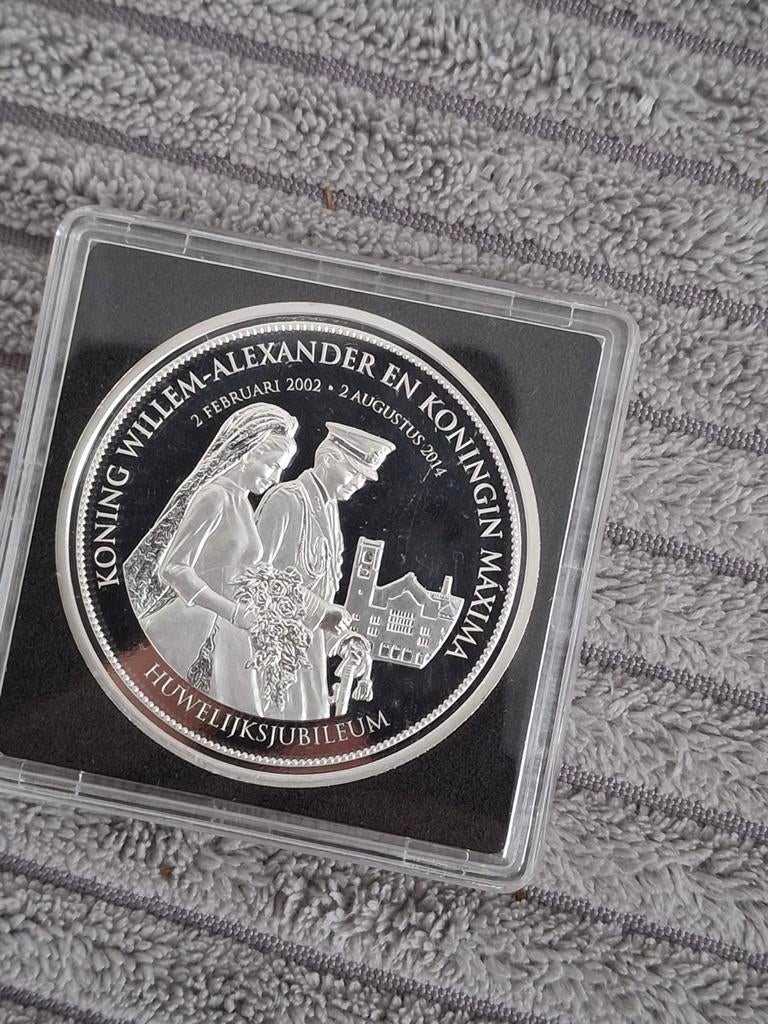 KONING WILLEM-ALEXANDER EN KONINGIN MÁXIMA
2 FEBRUARI 2002 • 2 AUGUSTUS 2014
HUWELIJKSJUBILEUM